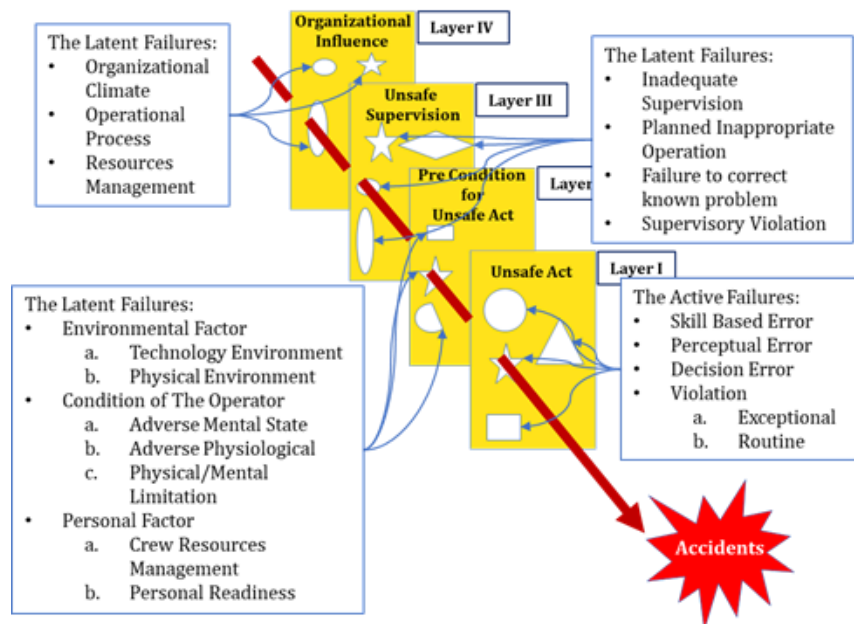 The Latent Failures:
• Organizational
Climate
• Operational
Process
• Resources
Management
Organizational
Influence
Layer IV
Unsafe
Supervision
Layer III
Pre Condition
for
Unsafe Act
Layer
Unsafe Act
Layer I
The Latent Failures:
• Inadequate
Supervision
• Planned Inappropriate
Operation
• Failure to correct
known problem
• Supervisory Violation
The Latent Failures:
• Environmental Factor
a. Technology Environment
b. Physical Environment
• Condition of The Operator
a. Adverse Mental State
b. Adverse Physiological
c. Physical/Mental
Limitation
• Personal Factor
a. Crew Resources
Management
b. Personal Readiness
The Active Failures:
• Skill Based Error
• Perceptual Error
• Decision Error
• Violation
a. Exceptional
b. Routine
Accidents